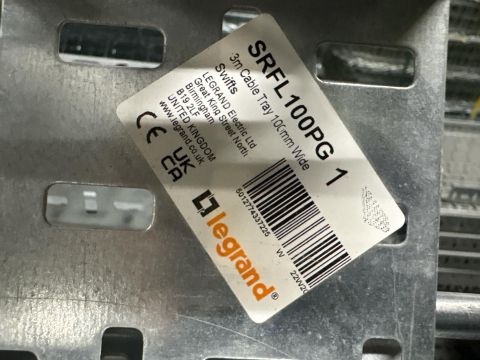 SRFL100PG 1
3m Cable Tray 100mm Wide
Swifts
LEGRAND Electric Ltd
Great King Street North
Birmingham
B19 2LF
UNITED KINGDOM
www.legrand.co.uk
CE
UK
CA
legrand
5012774337225
W